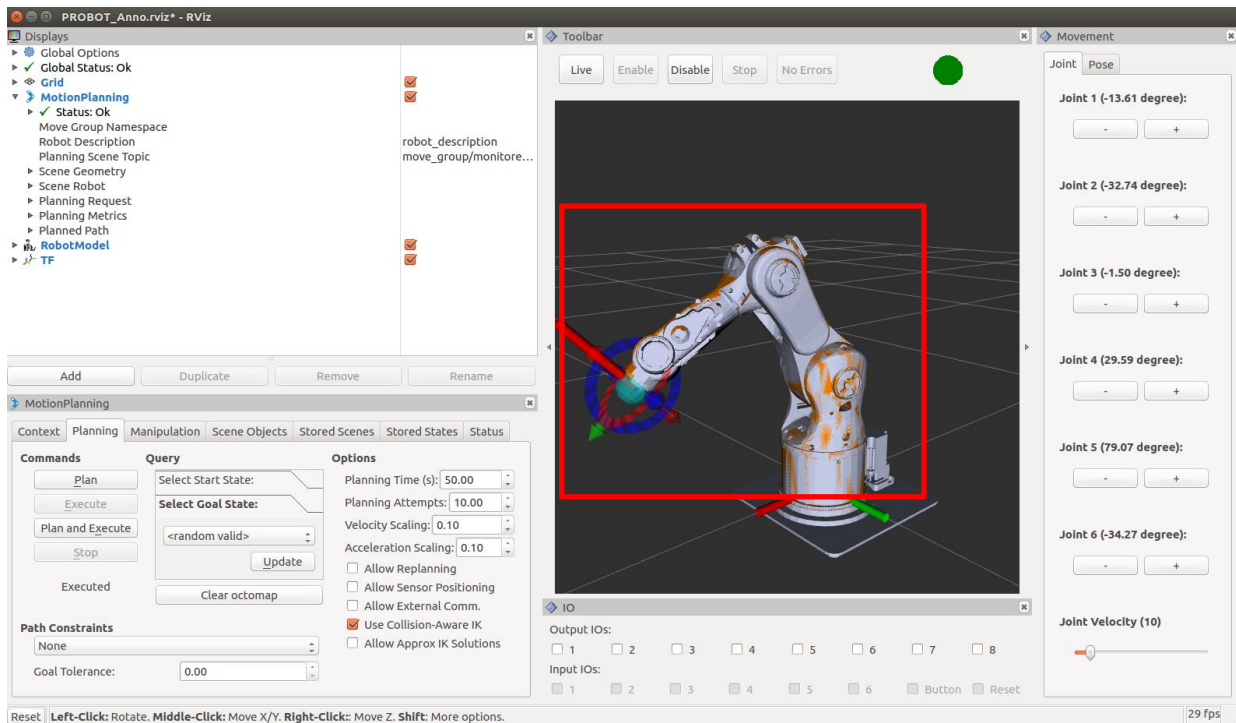 PROBOT_Anno.rviz* - RViz
Displays
Global Options
Global Status: Ok
Grid
MotionPlanning
Status: Ok
Move Group Namespace
Robot Description robot_description
Planning Scene Topic move_group/monitore...
Scene Geometry
Scene Robot
Planning Request
Planning Metrics
Planned Path
RobotModel
TF
Add Duplicate Remove Rename
MotionPlanning
Context Planning Manipulation Scene Objects Stored Scenes Stored States Status
Commands
Plan
Execute
Plan and Execute
Stop
Executed
Query
Select Start State:
Select Goal State:
<random valid>
Update
Clear octomap
Options
Planning Time (s): 50.00
Planning Attempts: 10.00
Velocity Scaling: 0.10
Acceleration Scaling: 0.10
Allow Replanning
Allow Sensor Positioning
Allow External Comm.
Use Collision-Aware IK
Allow Approx IK Solutions
Path Constraints
None
Goal Tolerance: 0.00
Toolbar
Live Enable Disable Stop No Errors
IO
Output IOs:
1 2 3 4 5 6 7 8
Input IOs:
1 2 3 4 5 6 Button Reset
Movement
Joint Pose
Joint 1 (-13.61 degree):
- +
Joint 2 (-32.74 degree):
- +
Joint 3 (-1.50 degree):
- +
Joint 4 (29.59 degree):
- +
Joint 5 (79.07 degree):
- +
Joint 6 (-34.27 degree):
- +
Joint Velocity (10)
Reset Left-Click: Rotate. Middle-Click: Move X/Y. Right-Click:: Move Z. Shift: More options. 29 fps